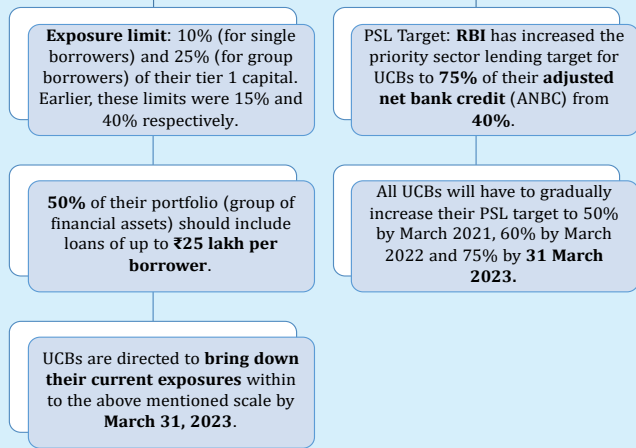 Exposure limit: 10% (for single
borrowers) and 25% (for group
borrowers) of their tier 1 capital.
Earlier, these limits were 15% and
40% respectively.
50% of their portfolio (group of
financial assets) should include
loans of up to ₹25 lakh per
borrower.
UCBs are directed to bring down
their current exposures within
to the above mentioned scale by
March 31, 2023.
PSL Target: RBI has increased the
priority sector lending target for
UCBs to 75% of their adjusted
net bank credit (ANBC) from
40%.
All UCBs will have to gradually
increase their PSL target to 50%
by March 2021, 60% by March
2022 and 75% by 31 March
2023.